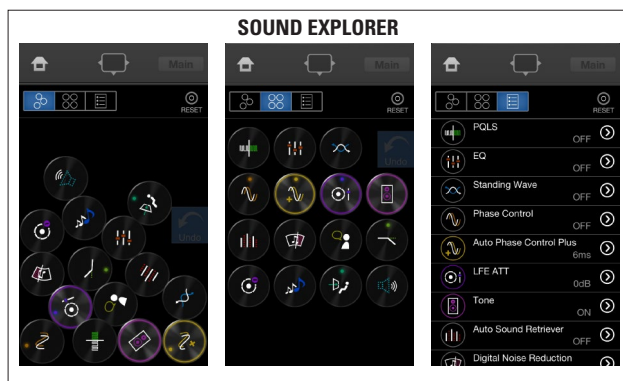 SOUND EXPLORER
Main
RESET
Undo
Main
RESET
Undo
Main
RESET
PQLS
OFF
EQ
OFF
Standing Wave
OFF
Phase Control
OFF
Auto Phase Control Plus
6ms
LFE ATT
0dB
Tone
ON
Auto Sound Retriever
OFF
Digital Noise Reduction